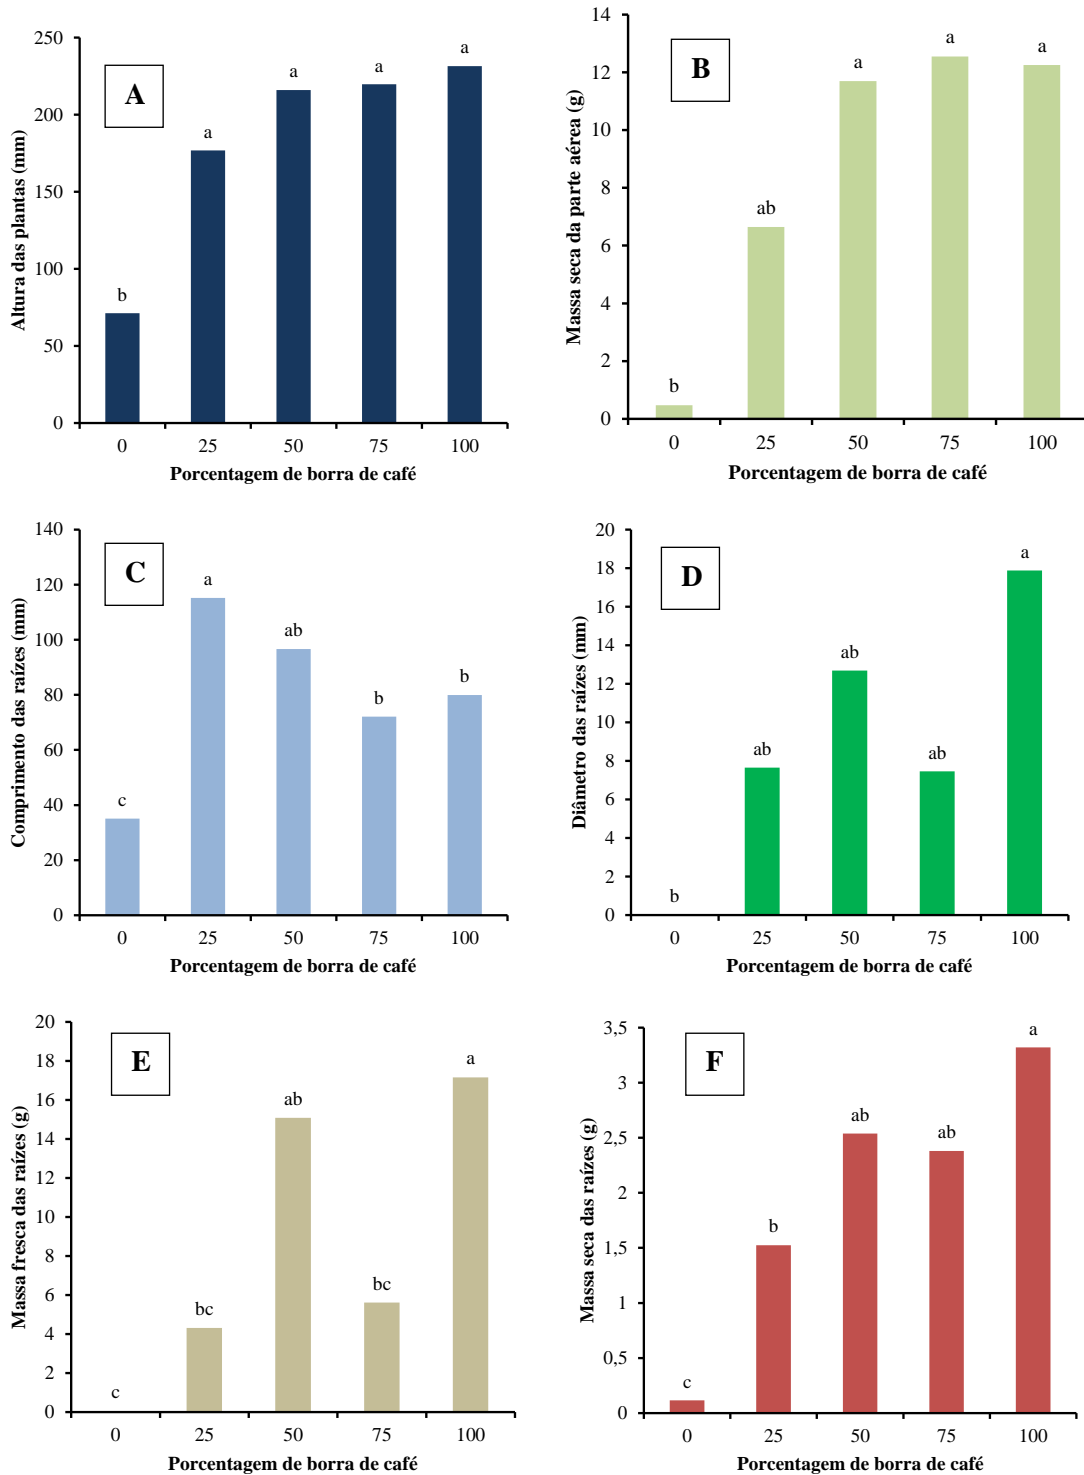 A
Altura das plantas (mm)
250
200
150
100
50
0
b
a
a
a
a
0 25 50 75 100
Porcentagem de borra de café
B
Massa seca da parte aérea (g)
14
12
10
8
6
4
2
0
b
ab
a
a
a
0 25 50 75 100
Porcentagem de borra de café
C
Comprimento das raízes (mm)
140
120
100
80
60
40
20
0
c
a
ab
b
b
0 25 50 75 100
Porcentagem de borra de café
D
Diâmetro das raízes (mm)
20
18
16
14
12
10
8
6
4
2
0
b
ab
ab
ab
a
0 25 50 75 100
Porcentagem de borra de café
E
Massa fresca das raízes (g)
20
18
16
14
12
10
8
6
4
2
0
c
bc
ab
bc
a
0 25 50 75 100
Porcentagem de borra de café
F
Massa seca das raízes (g)
3,5
3
2,5
2
1,5
1
0,5
0
c
b
ab
ab
a
0 25 50 75 100
Porcentagem de borra de café